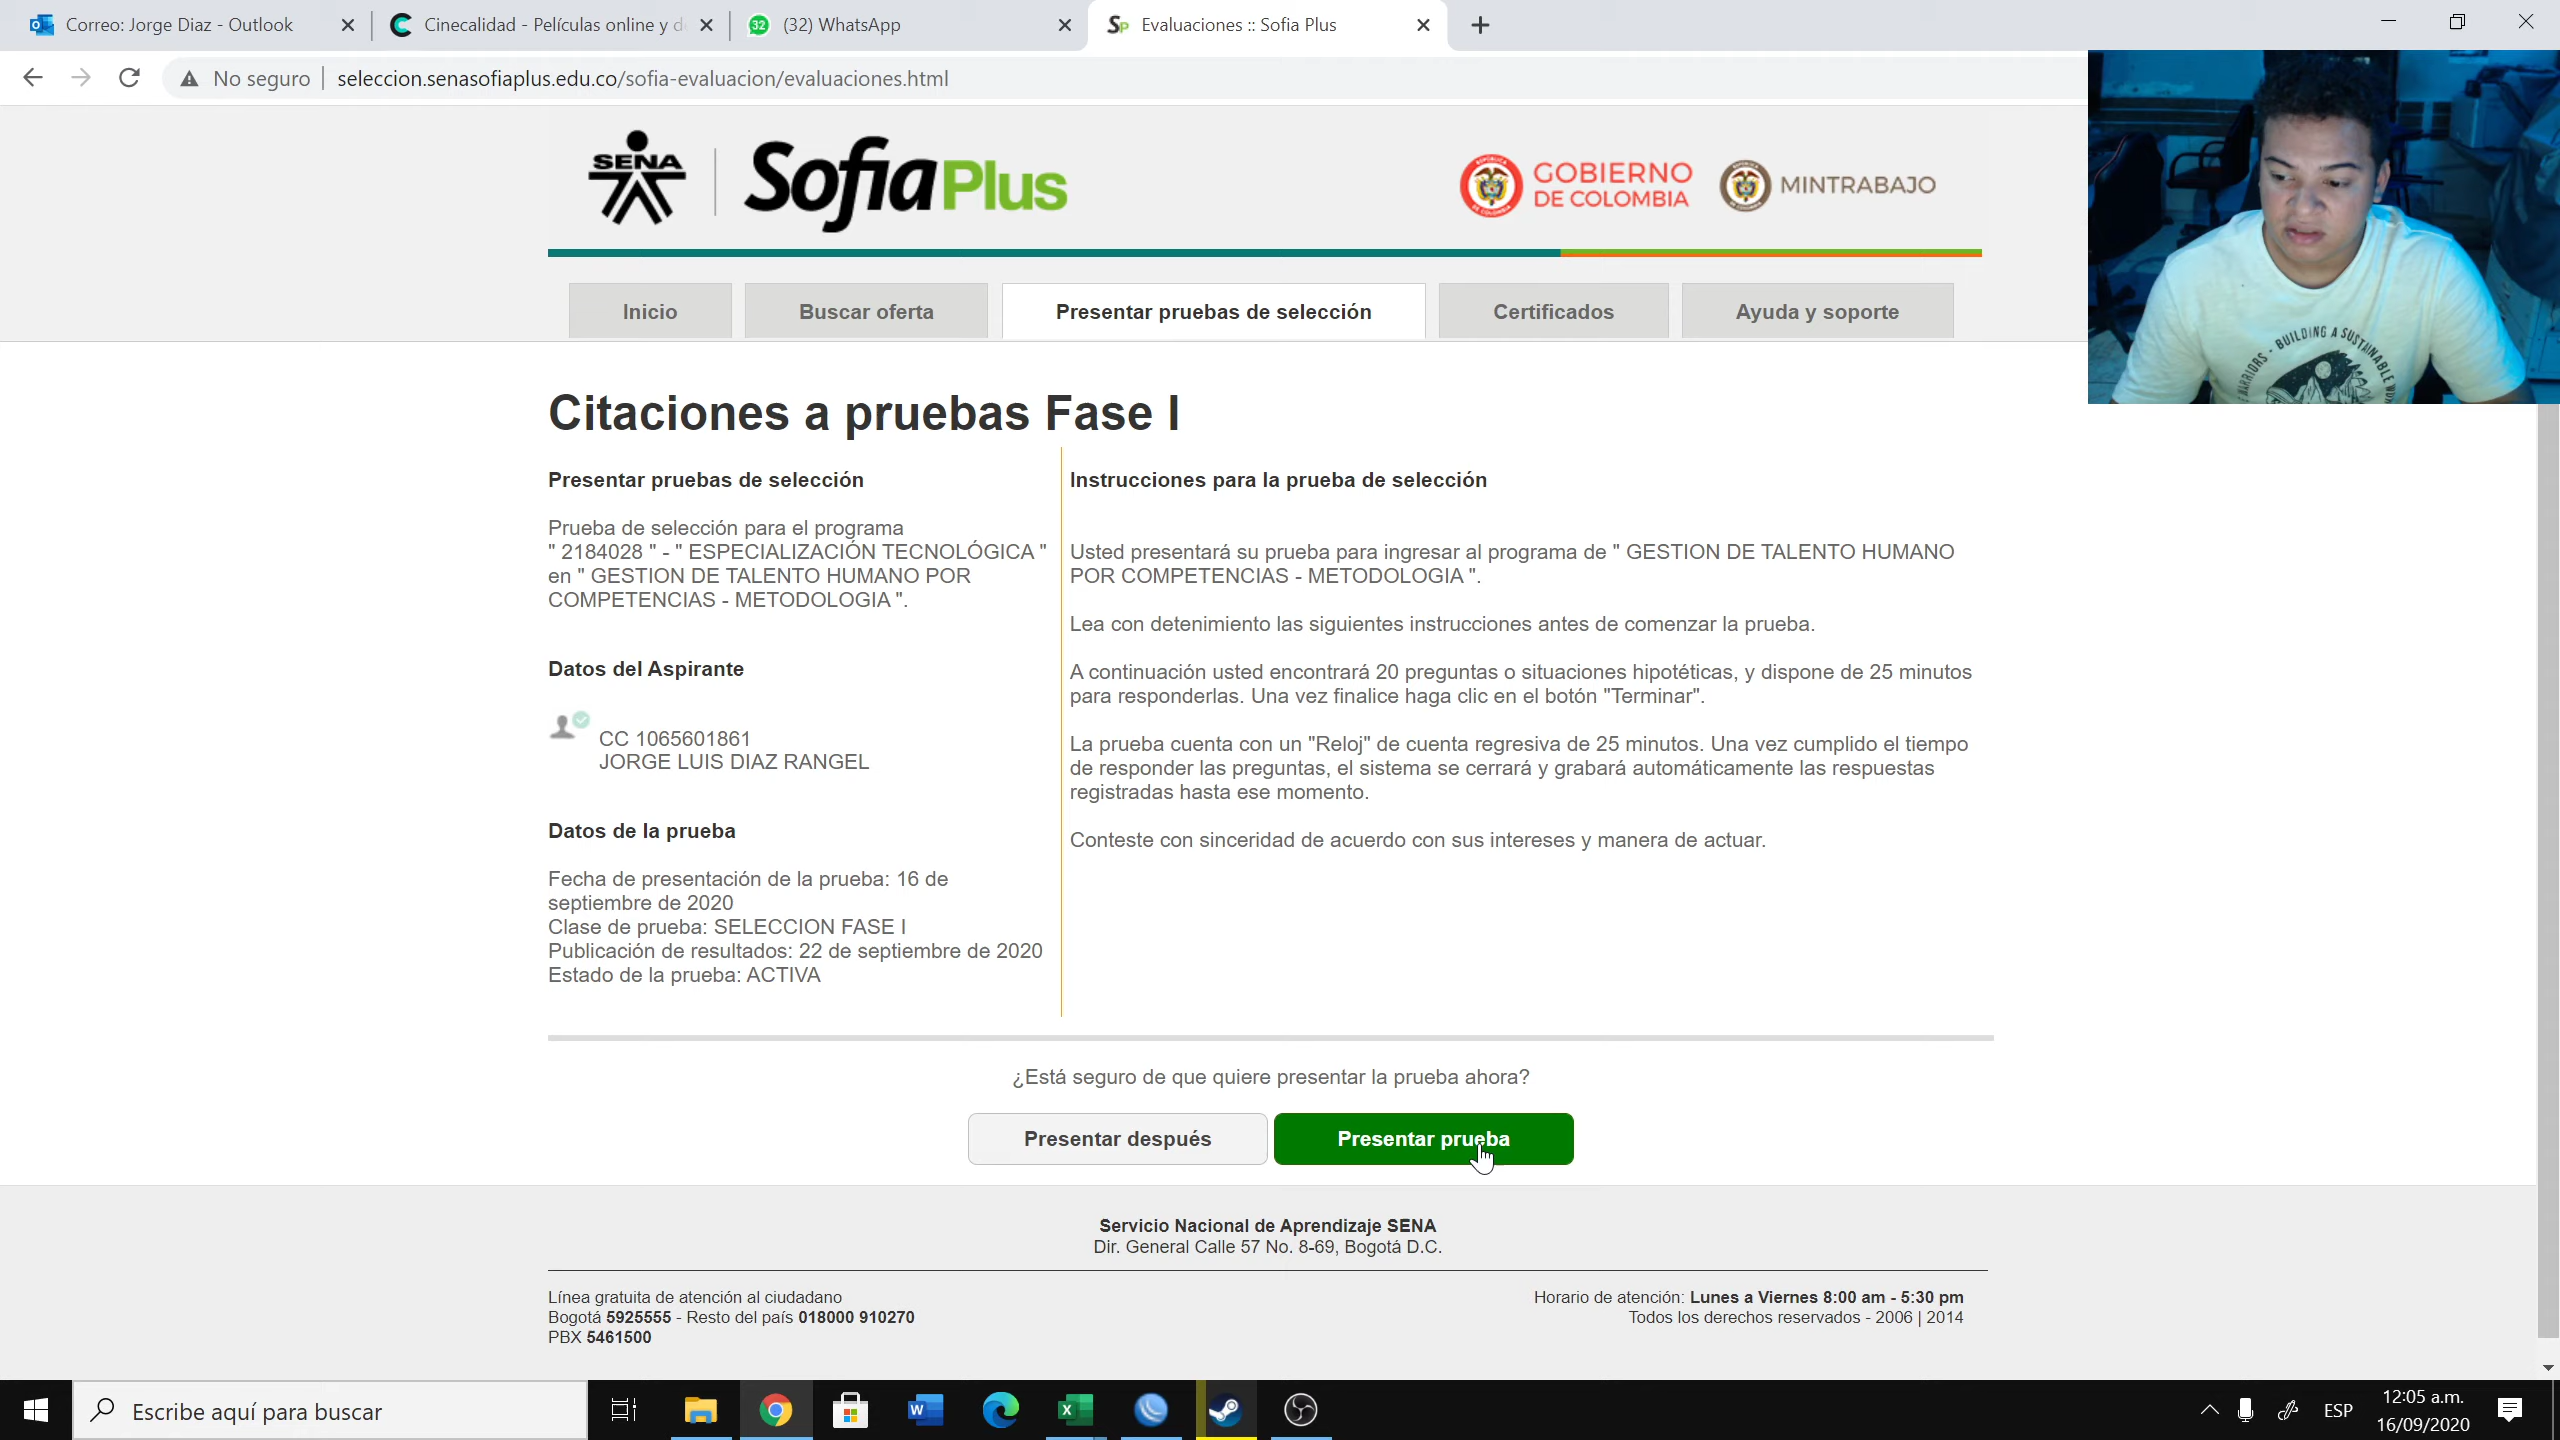 Correo: Jorge Diaz - Outlook
Cinecalidad - Películas online y d
32
(32) WhatsApp
Sp
Evaluaciones :: Sofia Plus
No seguro
seleccion.senasofiaplus.edu.co/sofia-evaluacion/evaluaciones.html
SENA
Sofia Plus
GOBIERNO
DE COLOMBIA
MINTRABAJO
Inicio
Buscar oferta
Presentar pruebas de selección
Certificados
Ayuda y soporte
BUILDING A SUSTAINABLE
Citaciones a pruebas Fase I
Presentar pruebas de selección
Prueba de selección para el programa
" 2184028 " - " ESPECIALIZACIÓN TECNOLÓGICA "
en " GESTION DE TALENTO HUMANO POR
COMPETENCIAS - METODOLOGIA ".
Datos del Aspirante
CC 1065601861
JORGE LUIS DIAZ RANGEL
Datos de la prueba
Fecha de presentación de la prueba: 16 de
septiembre de 2020
Clase de prueba: SELECCION FASE I
Publicación de resultados: 22 de septiembre de 2020
Estado de la prueba: ACTIVA
Instrucciones para la prueba de selección
Usted presentará su prueba para ingresar al programa de " GESTION DE TALENTO HUMANO
POR COMPETENCIAS - METODOLOGIA ".
Lea con detenimiento las siguientes instrucciones antes de comenzar la prueba.
A continuación usted encontrará 20 preguntas o situaciones hipotéticas, y dispone de 25 minutos
para responderlas. Una vez finalice haga clic en el botón "Terminar".
La prueba cuenta con un "Reloj" de cuenta regresiva de 25 minutos. Una vez cumplido el tiempo
de responder las preguntas, el sistema se cerrará y grabará automáticamente las respuestas
registradas hasta ese momento.
Conteste con sinceridad de acuerdo con sus intereses y manera de actuar.
¿Está seguro de que quiere presentar la prueba ahora?
Presentar después
Presentar prueba
Servicio Nacional de Aprendizaje SENA
Dir. General Calle 57 No. 8-69, Bogotá D.C.
Línea gratuita de atención al ciudadano
Bogotá 5925555 - Resto del país 018000 910270
PBX 5461500
Horario de atención: Lunes a Viernes 8:00 am - 5:30 pm
Todos los derechos reservados - 2006 | 2014
Escribe aquí para buscar
ESP
12:05 a.m.
16/09/2020